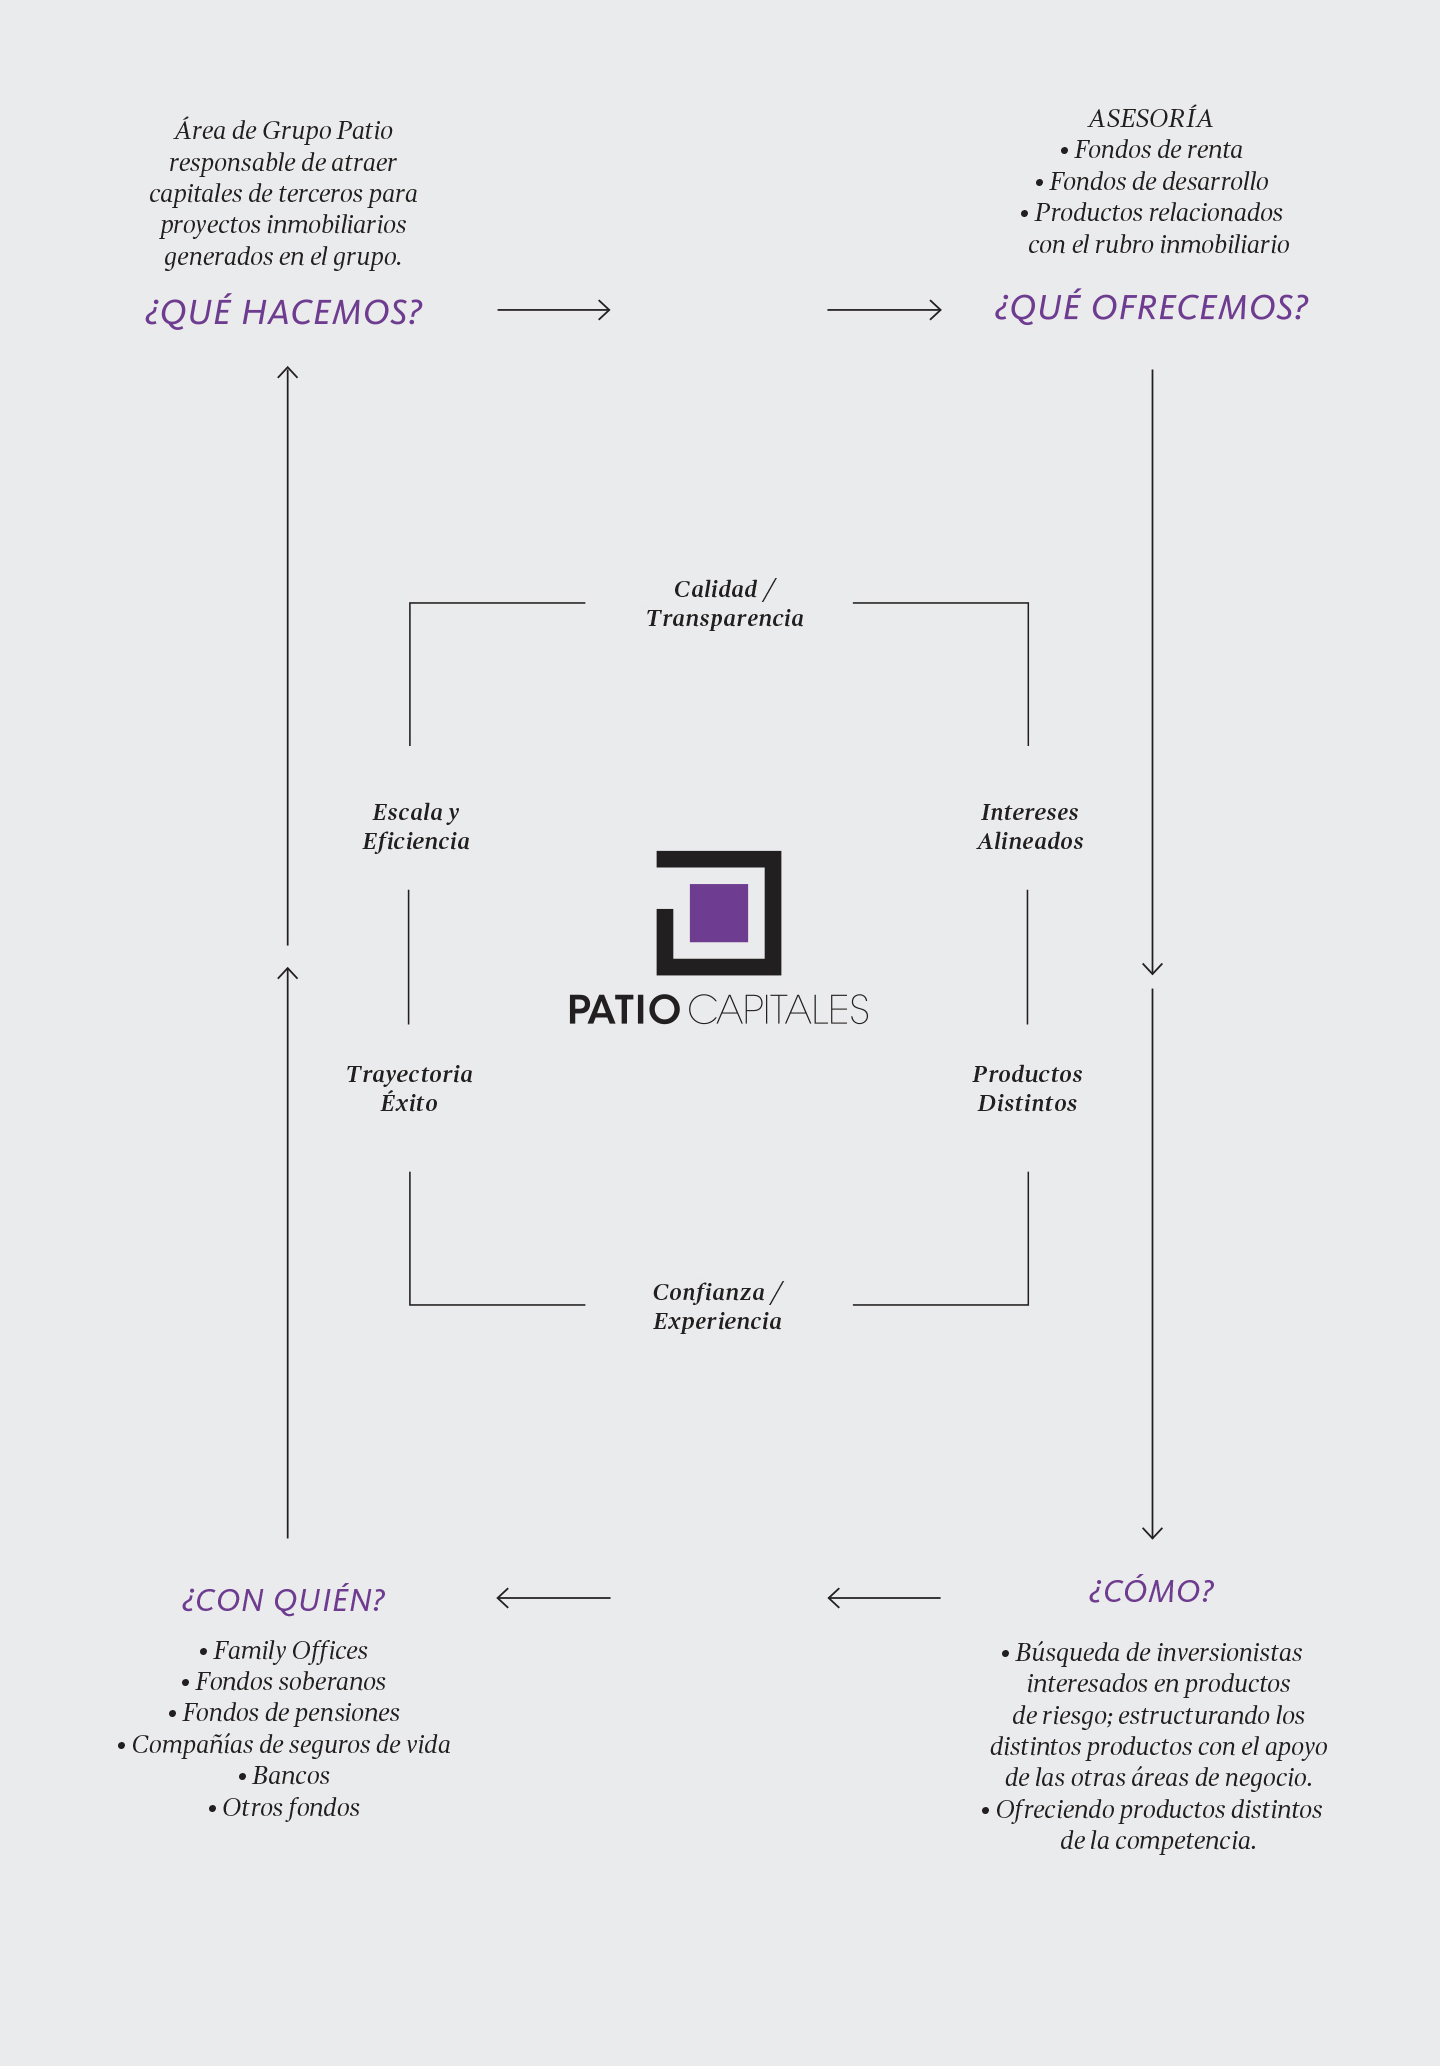 Área de Grupo Patio
responsable de atraer
capitales de terceros para
proyectos inmobiliarios
generados en el grupo.
¿QUÉ HACEMOS?
ASESORÍA
• Fondos de renta
• Fondos de desarrollo
• Productos relacionados
con el rubro inmobiliario
¿QUÉ OFRECEMOS?
Calidad /
Transparencia
Escala y
Eficiencia
Intereses
Alineados
PATIO CAPITALES
Trayectoria
Éxito
Productos
Distintos
Confianza /
Experiencia
¿CON QUIÉN?
• Family Offices
• Fondos soberanos
• Fondos de pensiones
• Compañías de seguros de vida
• Bancos
• Otros fondos
¿CÓMO?
• Búsqueda de inversionistas
interesados en productos
de riesgo; estructurando los
distintos productos con el apoyo
de las otras áreas de negocio.
• Ofreciendo productos distintos
de la competencia.